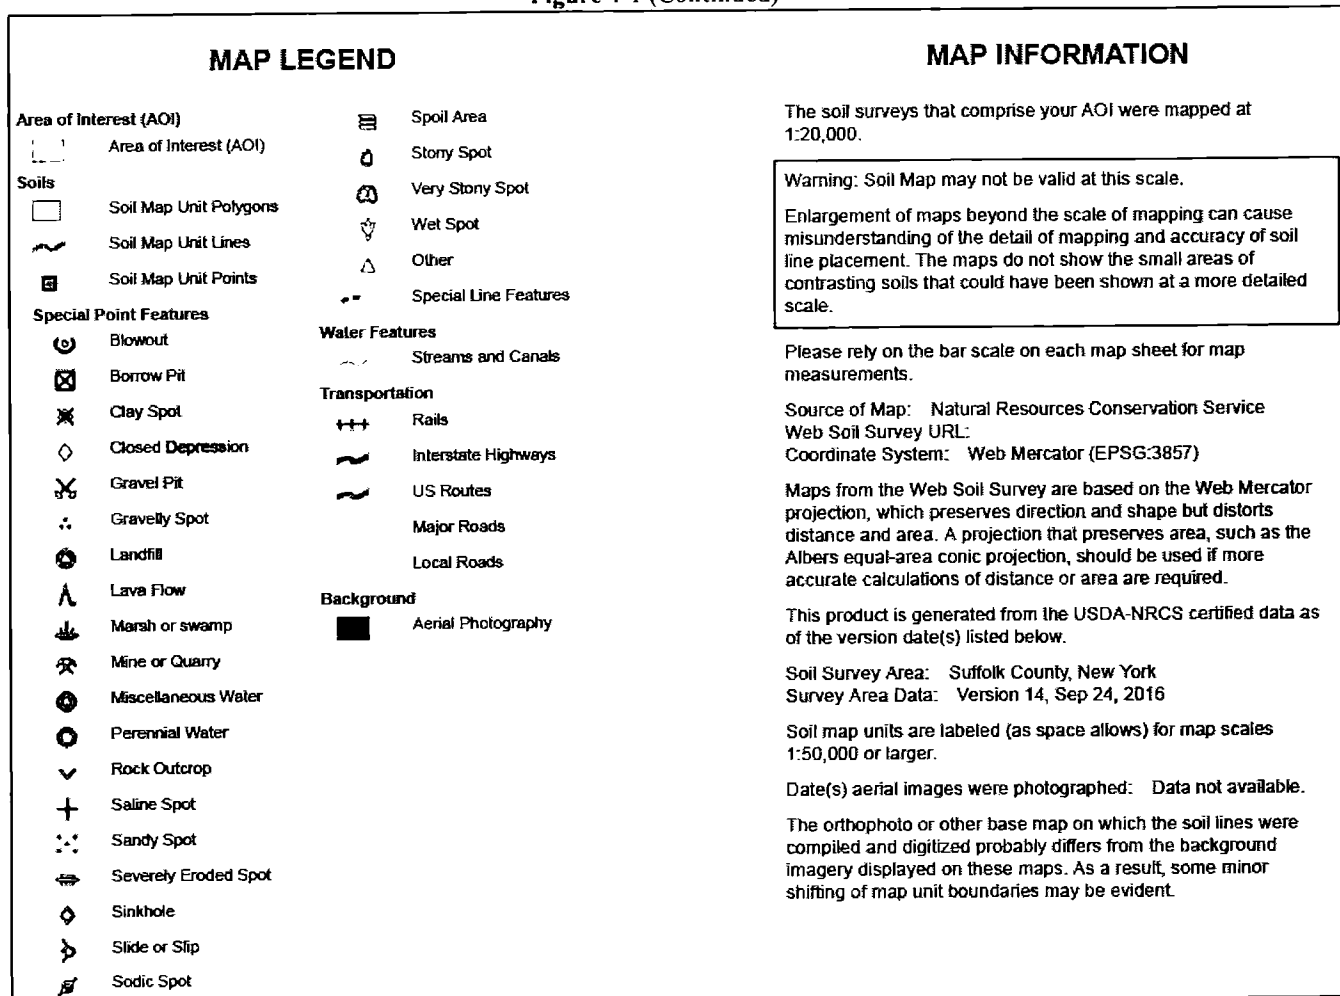 MAP LEGEND
Area of Interest (AOI)
Area of Interest (AOI)
Soils
Soil Map Unit Polygons
Soil Map Unit Lines
Soil Map Unit Points
Special Point Features
Blowout
Borrow Pit
Clay Spot
Closed Depression
Gravel Pit
Gravelly Spot
Landfill
Lava Flow
Marsh or swamp
Mine or Quarry
Miscellaneous Water
Perennial Water
Rock Outcrop
Saline Spot
Sandy Spot
Severely Eroded Spot
Sinkhole
Slide or Slip
Sodic Spot
Spoil Area
Stony Spot
Very Stony Spot
Wet Spot
Other
Special Line Features
Water Features
Streams and Canals
Transportation
Rails
Interstate Highways
US Routes
Major Roads
Local Roads
Background
Aerial Photography
MAP INFORMATION
The soil surveys that comprise your AOI were mapped at
1:20,000.
Warning: Soil Map may not be valid at this scale.
Enlargement of maps beyond the scale of mapping can cause
misunderstanding of the detail of mapping and accuracy of soil
line placement. The maps do not show the small areas of
contrasting soils that could have been shown at a more detailed
scale.
Please rely on the bar scale on each map sheet for map
measurements.
Source of Map: Natural Resources Conservation Service
Web Soil Survey URL:
Coordinate System: Web Mercator (EPSG:3857)
Maps from the Web Soil Survey are based on the Web Mercator
projection, which preserves direction and shape but distorts
distance and area. A projection that preserves area, such as the
Albers equal-area conic projection, should be used if more
accurate calculations of distance or area are required.
This product is generated from the USDA-NRCS certified data as
of the version date(s) listed below.
Soil Survey Area: Suffolk County, New York
Survey Area Data: Version 14, Sep 24, 2016
Soil map units are labeled (as space allows) for map scales
1:50,000 or larger.
Date(s) aerial images were photographed: Data not available.
The orthophoto or other base map on which the soil lines were
compiled and digitized probably differs from the background
imagery displayed on these maps. As a result, some minor
shifting of map unit boundaries may be evident.